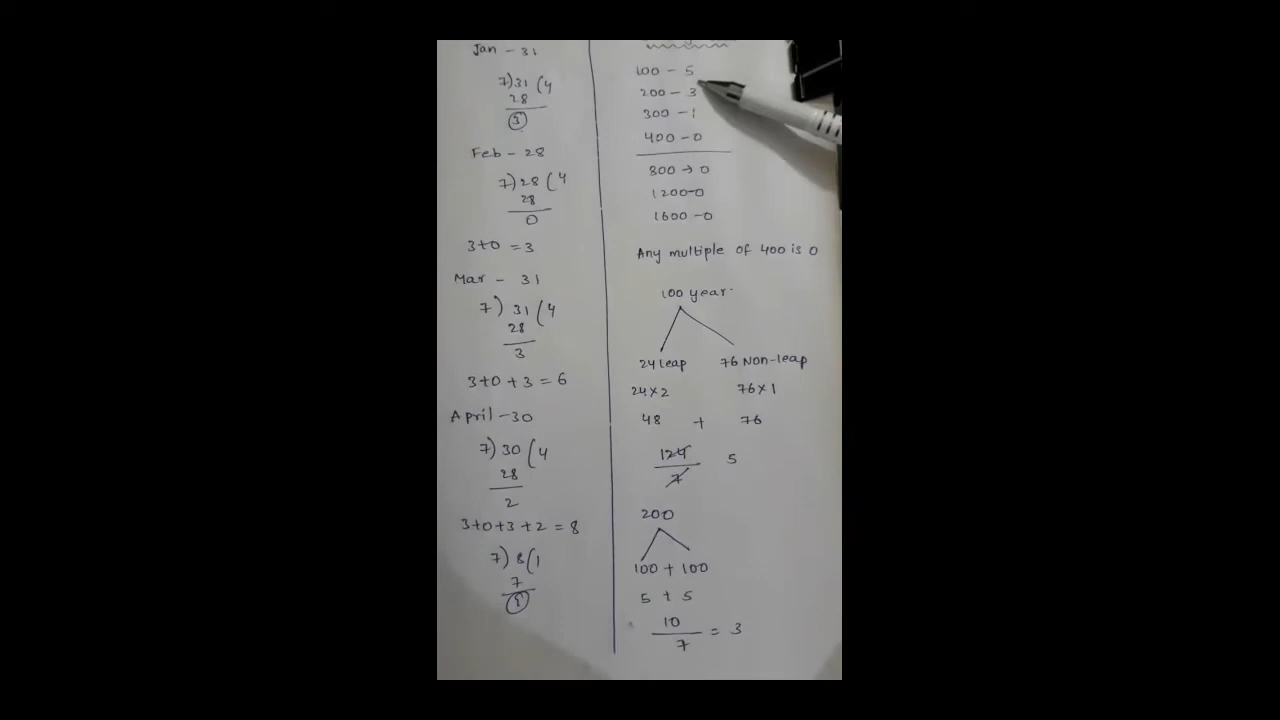 Jan - 31
7)31(4
28
3
Feb - 28
7)28(4
28
0
3+0 = 3
Mar - 31
7)31(4
28
3
3+0+3 = 6
April - 30
7)30(4
28
2
3+0+3+2 = 8
7)8(1
7
1
100 - 5
200 - 3
300 - 1
400 - 0
800 → 0
1200-0
1600 - 0
Any multiple of 400 is 0
100 year
24 leap 76 Non-leap
24×2 76×1
48 + 76
124 5
7
200
100 + 100
5 + 5
10
7 = 3